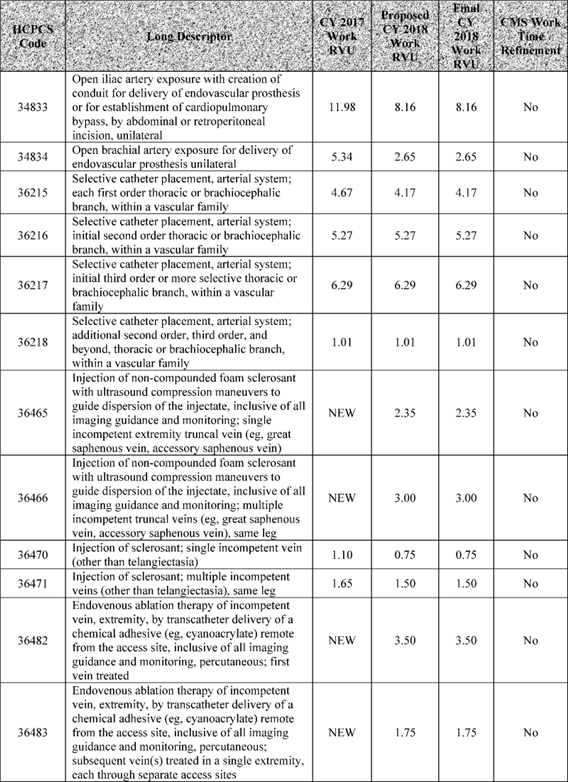 HCPCS Code | Long Descriptor | CY 2017 Work RVU | Proposed CY 2018 Work RVU | Final CY 2018 Work RVU | CMS Work Time Refinement
34833 | Open iliac artery exposure with creation of
conduit for delivery of endovascular prosthesis
or for establishment of cardiopulmonary
bypass, by abdominal or retroperitoneal
incision, unilateral | 11.98 | 8.16 | 8.16 | No
34834 | Open brachial artery exposure for delivery of
endovascular prosthesis unilateral | 5.34 | 2.65 | 2.65 | No
36215 | Selective catheter placement, arterial system;
each first order thoracic or brachiocephalic
branch, within a vascular family | 4.67 | 4.17 | 4.17 | No
36216 | Selective catheter placement, arterial system;
initial second order thoracic or brachiocephalic
branch, within a vascular family | 5.27 | 5.27 | 5.27 | No
36217 | Selective catheter placement, arterial system;
initial third order or more selective thoracic or
brachiocephalic branch, within a vascular
family | 6.29 | 6.29 | 6.29 | No
36218 | Selective catheter placement, arterial system;
additional second order, third order, and
beyond, thoracic or brachiocephalic branch,
within a vascular family | 1.01 | 1.01 | 1.01 | No
36465 | Injection of non-compounded foam sclerosant
with ultrasound compression maneuvers to
guide dispersion of the injectate, inclusive of all
imaging guidance and monitoring; single
incompetent extremity truncal vein (eg, great
saphenous vein, accessory saphenous vein) | NEW | 2.35 | 2.35 | No
36466 | Injection of non-compounded foam sclerosant
with ultrasound compression maneuvers to
guide dispersion of the injectate, inclusive of all
imaging guidance and monitoring; multiple
incompetent truncal veins (eg, great saphenous
vein, accessory saphenous vein), same leg | NEW | 3.00 | 3.00 | No
36470 | Injection of sclerosant; single incompetent vein
(other than telangiectasia) | 1.10 | 0.75 | 0.75 | No
36471 | Injection of sclerosant; multiple incompetent
veins (other than telangiectasia), same leg | 1.65 | 1.50 | 1.50 | No
36482 | Endovenous ablation therapy of incompetent
vein, extremity, by transcatheter delivery of a
chemical adhesive (eg, cyanoacrylate) remote
from the access site, inclusive of all imaging
guidance and monitoring, percutaneous; first
vein treated | NEW | 3.50 | 3.50 | No
36483 | Endovenous ablation therapy of incompetent
vein, extremity, by transcatheter delivery of a
chemical adhesive (eg, cyanoacrylate) remote
from the access site, inclusive of all imaging
guidance and monitoring, percutaneous;
subsequent vein(s) treated in a single extremity,
each through separate access sites | NEW | 1.75 | 1.75 | No